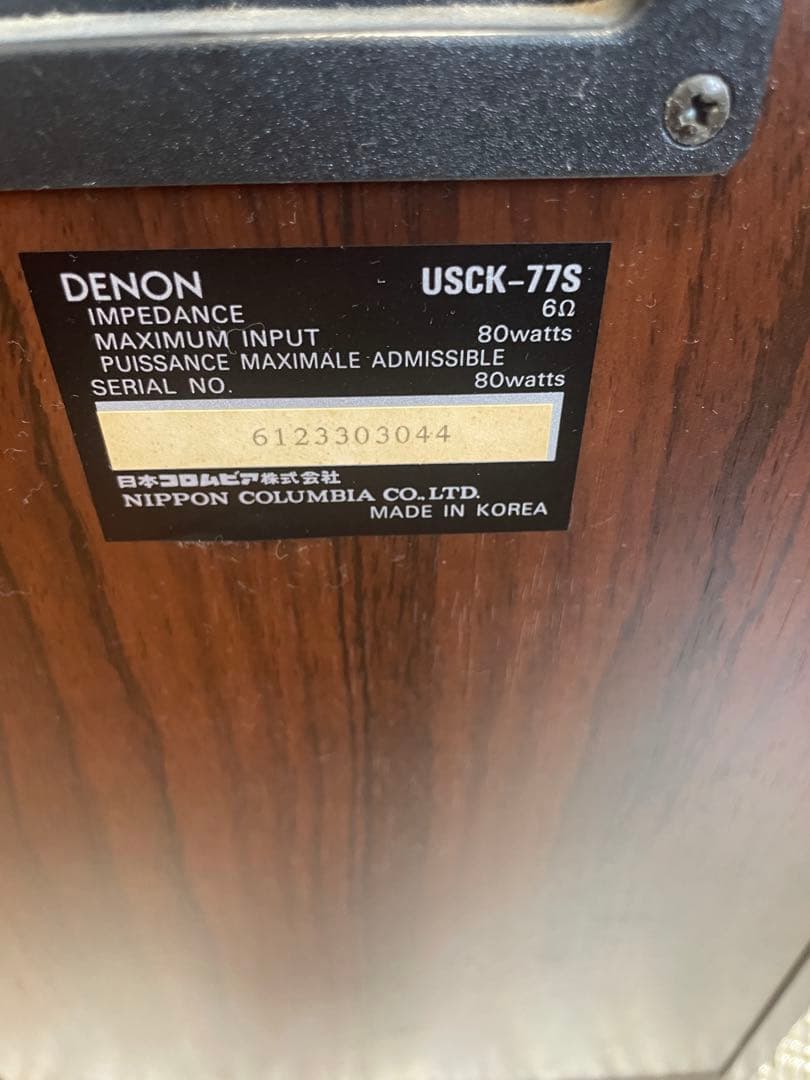 DENON USCK-77S
IMPEDANCE 6Ω
MAXIMUM INPUT 80watts
PUISSANCE MAXIMALE ADMISSIBLE
SERIAL NO. 80watts
6123303044
日本コロムビア株式会社
NIPPON COLUMBIA CO.,LTD.
MADE IN KOREA